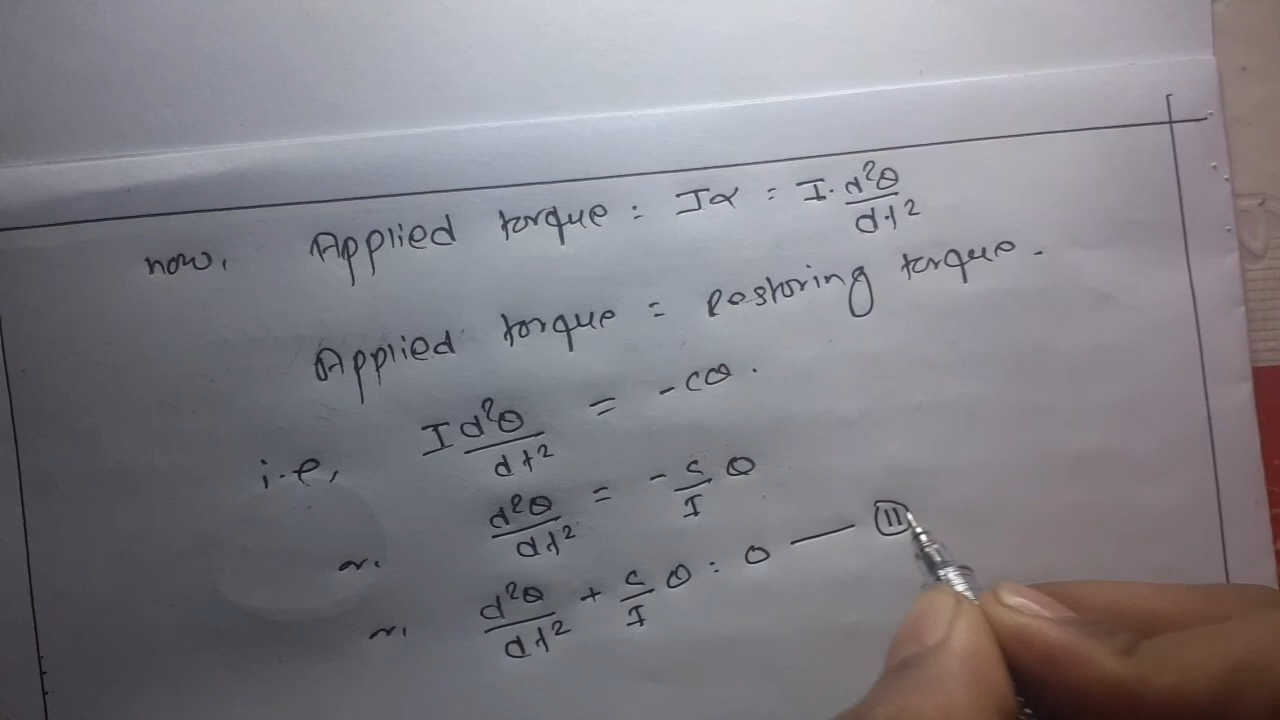 now, Applied torque = Iα = I. d²θ/dt²
Applied torque = Restoring torque.
i.e, I d²θ/dt² = -cθ.
or, d²θ/dt² = - c/I θ
or, d²θ/dt² + c/I θ = 0 — (II)